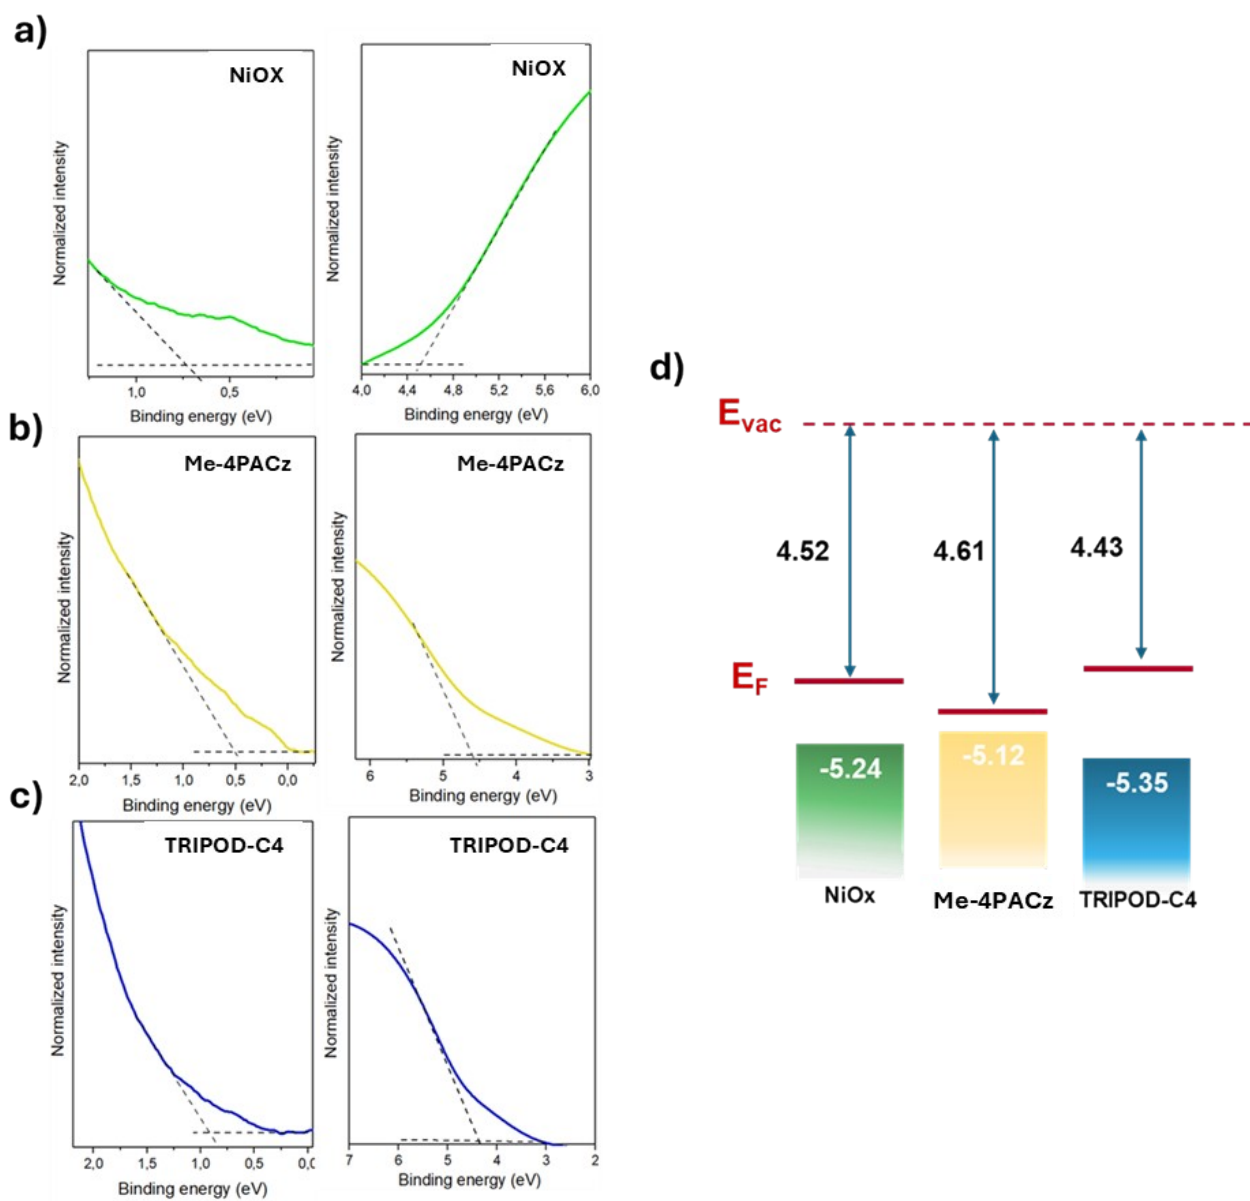 a)
NiOX
Normalized intensity
1,0 0,5
Binding energy (eV)
NiOX
Normalized intensity
4,0 4,4 4,8 5,2 5,6 6,0
Binding energy (eV)
b)
Me-4PACz
Normalized intensity
2,0 1,5 1,0 0,5 0,0
Binding energy (eV)
Me-4PACz
Normalized intensity
6 5 4 3
Binding energy (eV)
c)
TRIPOD-C4
Normalized intensity
2,0 1,5 1,0 0,5 0,0
Binding energy (eV)
TRIPOD-C4
Normalized intensity
7 6 5 4 3 2
Binding energy (eV)
d)
Evac
4.52 4.61 4.43
EF
-5.24 -5.12 -5.35
NiOx Me-4PACz TRIPOD-C4